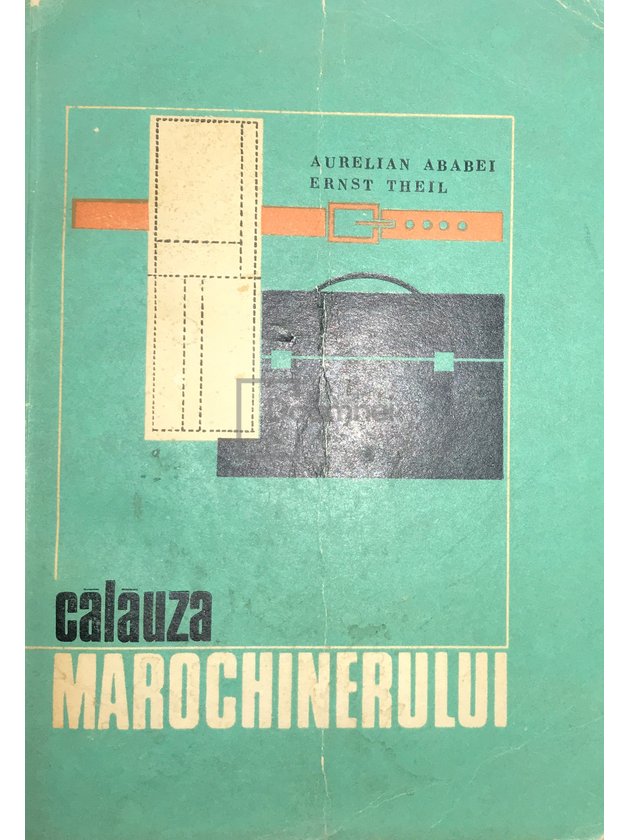 AURELIAN ABABEI
ERNST THEIL
călăuza
MAROCHINERULUI